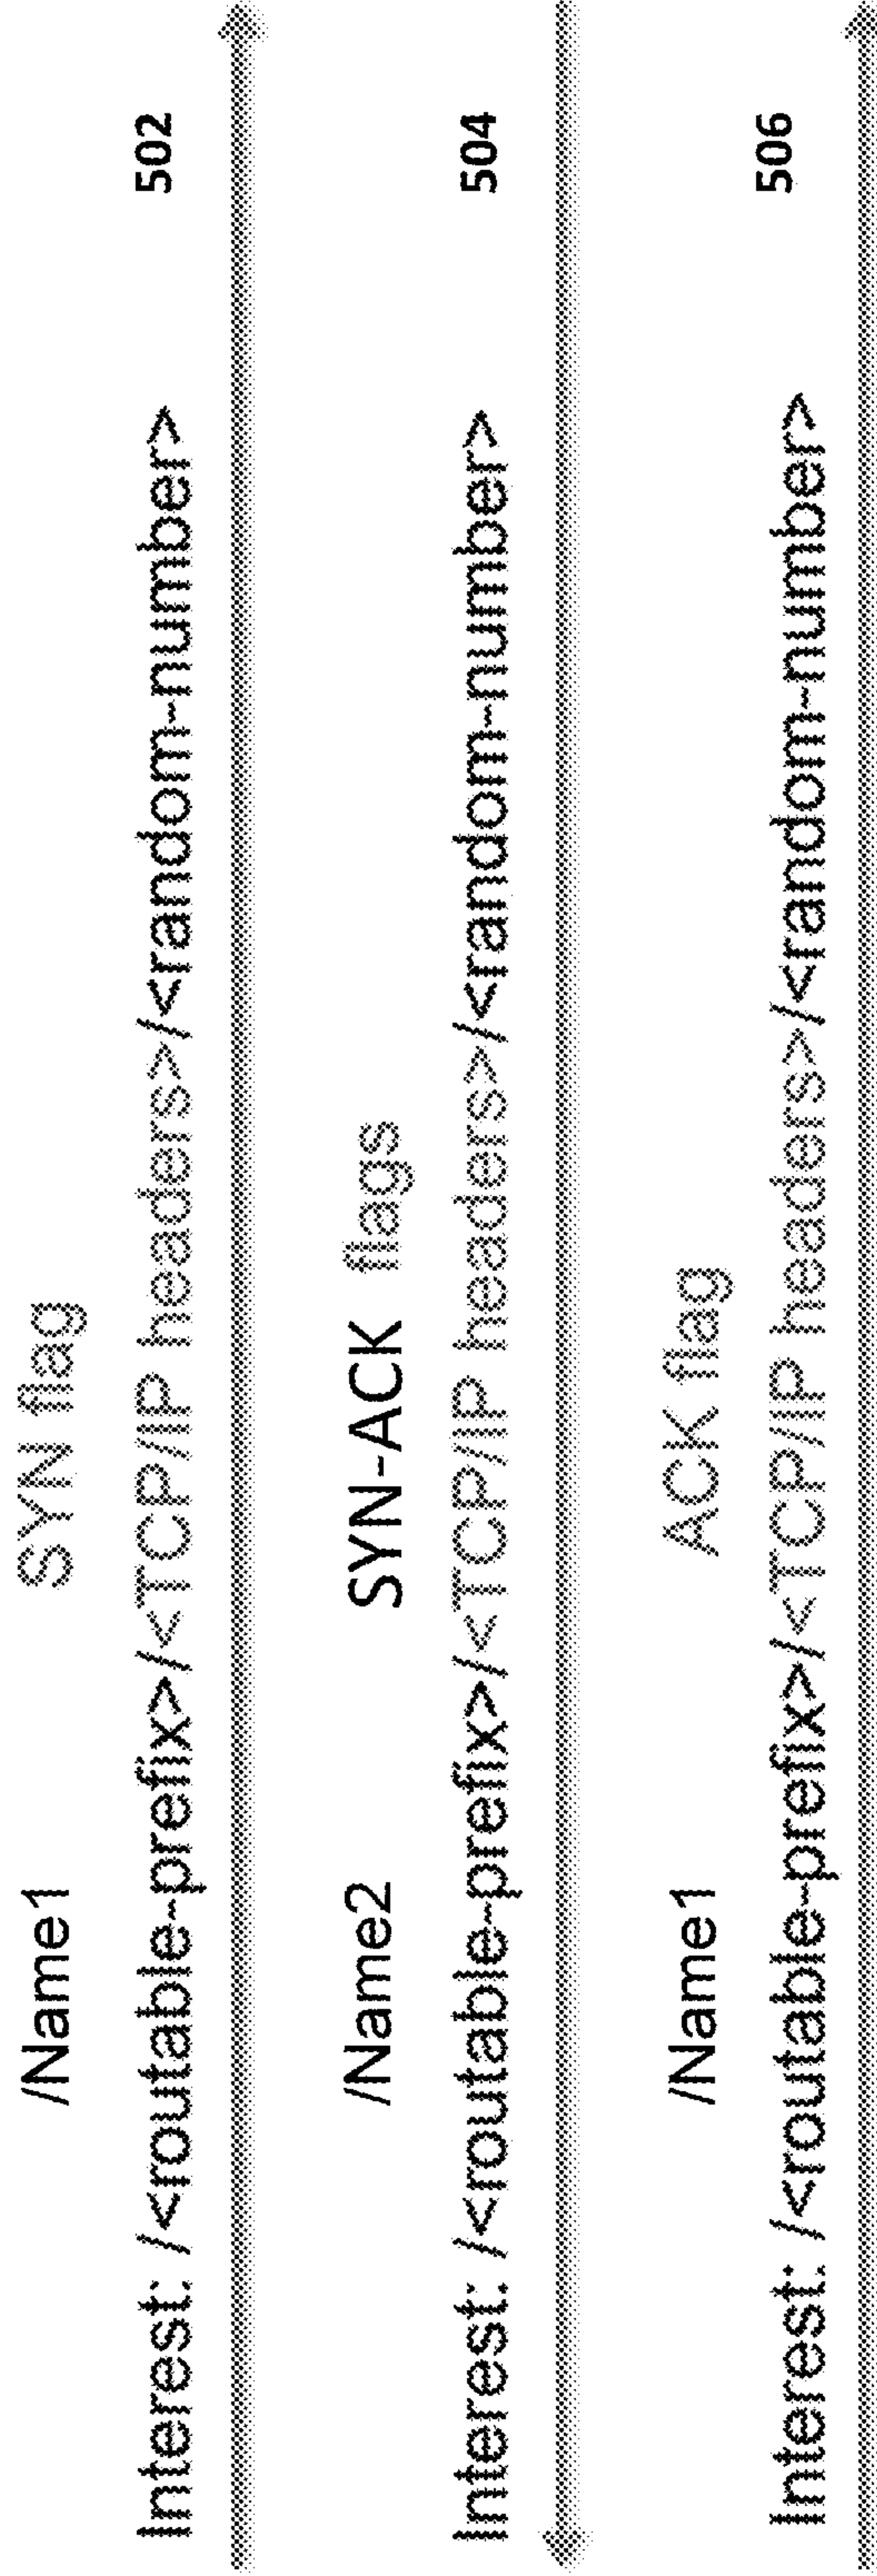 /Name1 SYN flag
Interest: /<routable-prefix>/<TCP/IP headers>/<random-number> 502
/Name2 SYN-ACK flags
Interest: /<routable-prefix>/<TCP/IP headers>/<random-number> 504
/Name1 ACK flag
Interest: /<routable-prefix>/<TCP/IP headers>/<random-number> 506